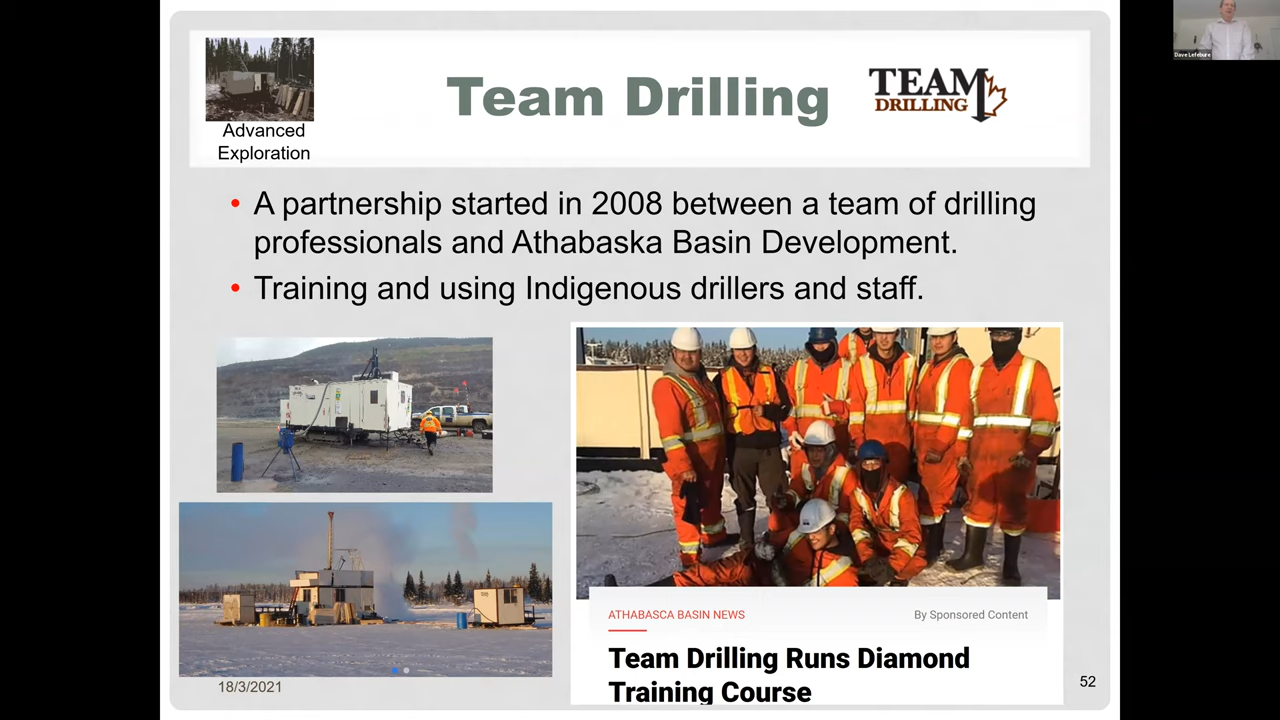 Dave Lefebure
Advanced
Exploration
Team Drilling
TEAM
DRILLING
• A partnership started in 2008 between a team of drilling
professionals and Athabaska Basin Development.
• Training and using Indigenous drillers and staff.
ATHABASCA BASIN NEWS
By Sponsored Content
Team Drilling Runs Diamond
Training Course
18/3/2021
52